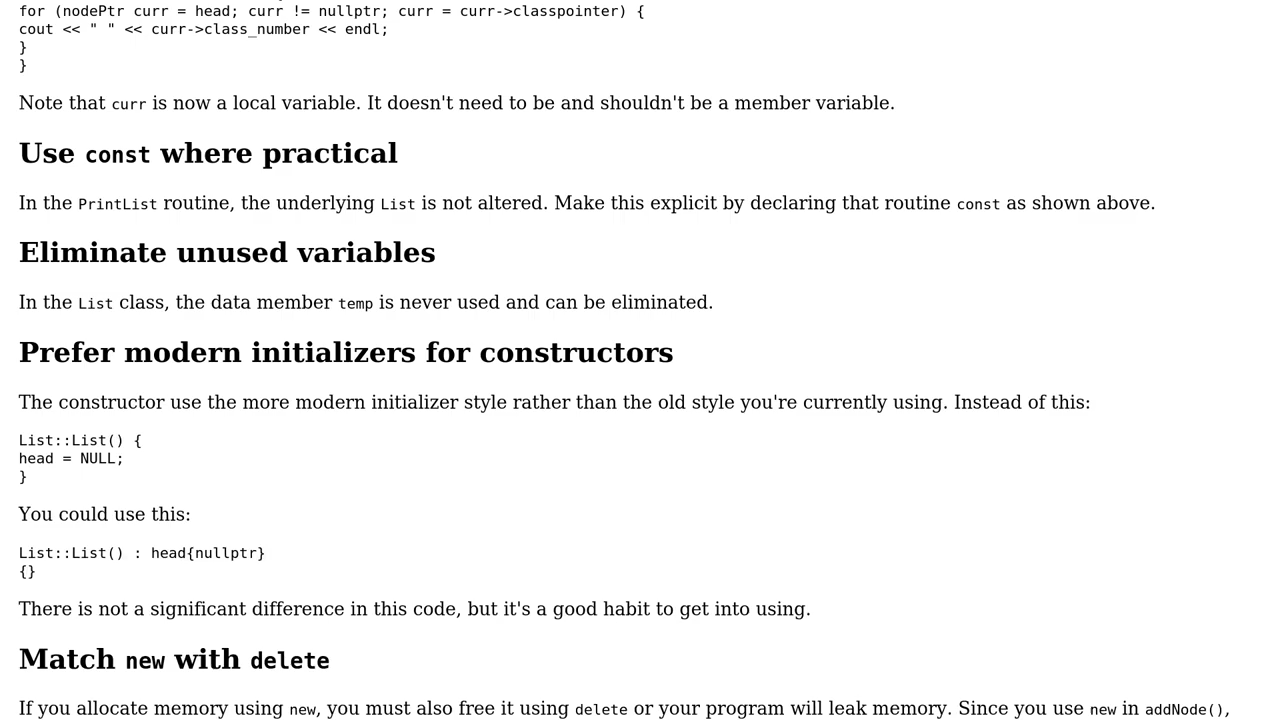 for (nodePtr curr = head; curr != nullptr; curr = curr->classpointer) {
cout << " " << curr->class_number << endl;
}
}
Note that curr is now a local variable. It doesn't need to be and shouldn't be a member variable.
Use const where practical
In the PrintList routine, the underlying List is not altered. Make this explicit by declaring that routine const as shown above.
Eliminate unused variables
In the List class, the data member temp is never used and can be eliminated.
Prefer modern initializers for constructors
The constructor use the more modern initializer style rather than the old style you're currently using. Instead of this:
List::List() {
head = NULL;
}
You could use this:
List::List() : head{nullptr}
{}
There is not a significant difference in this code, but it's a good habit to get into using.
Match new with delete
If you allocate memory using new, you must also free it using delete or your program will leak memory. Since you use new in addNode(),